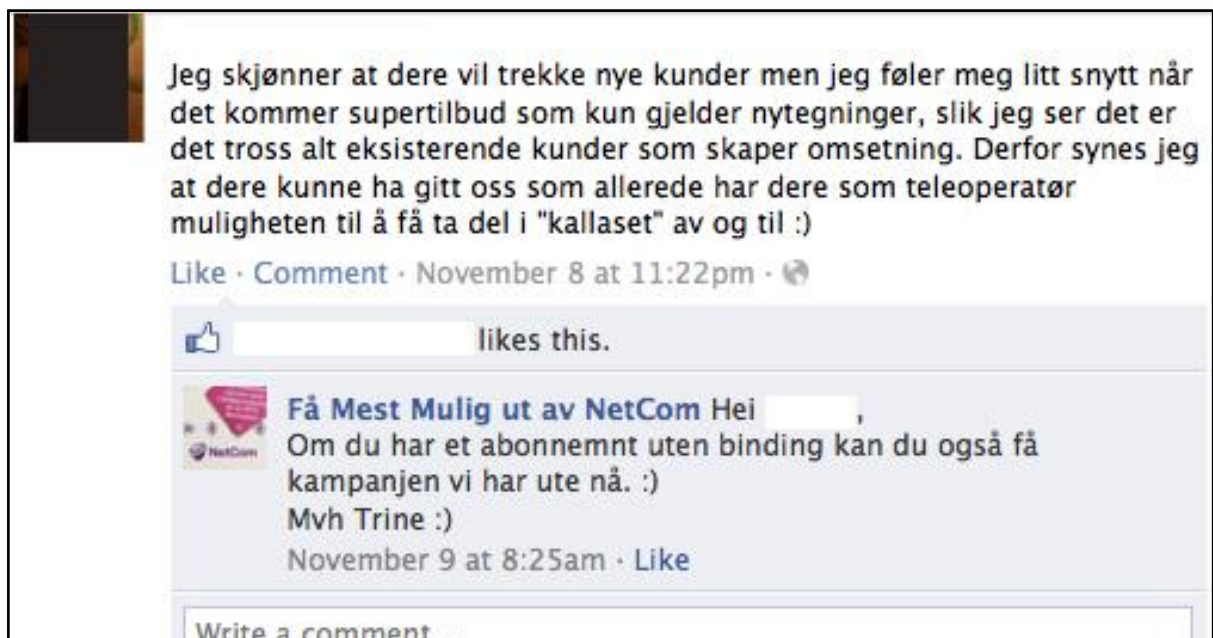 Jeg skjønner at dere vil trekke nye kunder men jeg føler meg litt snytt når
det kommer supertilbud som kun gjelder nytegninger, slik jeg ser det er
det tross alt eksisterende kunder som skaper omsetning. Derfor synes jeg
at dere kunne ha gitt oss som allerede har dere som teleoperatør
muligheten til å få ta del i "kallaset" av og til :)
Like · Comment · November 8 at 11:22pm ·
likes this.
Få Mest Mulig ut av NetCom Hei ,
Om du har et abonnemnt uten binding kan du også få
kampanjen vi har ute nå. :)
Mvh Trine :)
NetCom
November 9 at 8:25am · Like
Write a comment...